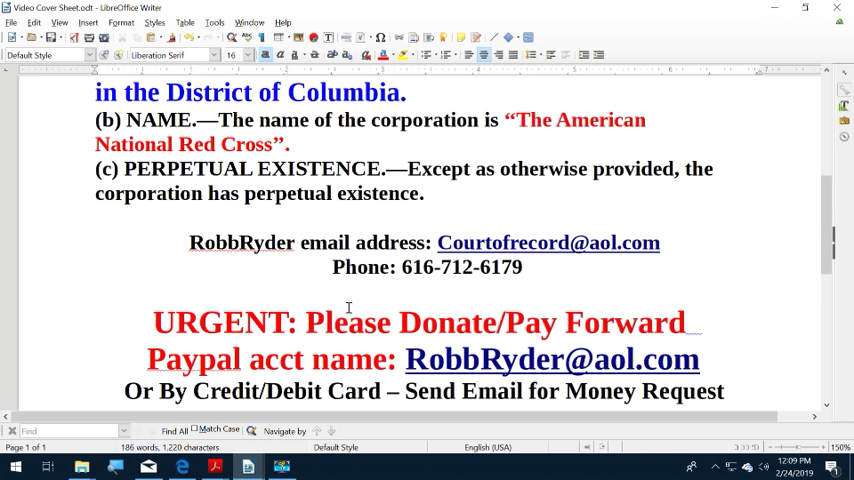 Video Cover Sheet.odt - LibreOffice Writer
File Edit View Insert Format Styles Table Tools Window Help
Default Style Liberation Serif 16
in the District of Columbia.
(b) NAME.—The name of the corporation is “The American
National Red Cross”.
(c) PERPETUAL EXISTENCE.—Except as otherwise provided, the
corporation has perpetual existence.
RobbRyder email address: Courtofrecord@aol.com
Phone: 616-712-6179
URGENT: Please Donate/Pay Forward
Paypal acct name: RobbRyder@aol.com
Or By Credit/Debit Card – Send Email for Money Request
Find Find All Match Case Navigate by
Page 1 of 1 186 words, 1,220 characters Default Style English (USA) 150%
12:09 PM
2/24/2019